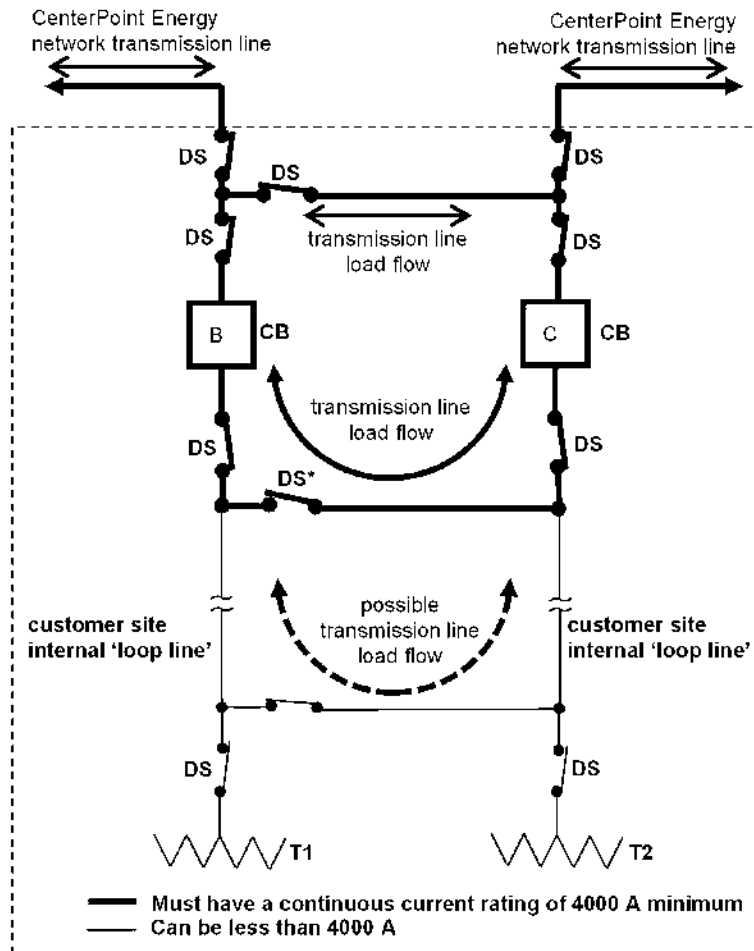 CenterPoint Energy
network transmission line
CenterPoint Energy
network transmission line
DS
DS
DS
DS
transmission line
load flow
DS
B
CB
C
CB
transmission line
load flow
DS
DS
DS*
possible
transmission line
load flow
customer site
internal ‘loop line’
customer site
internal ‘loop line’
DS
DS
T1
T2
Must have a continuous current rating of 4000 A minimum
Can be less than 4000 A